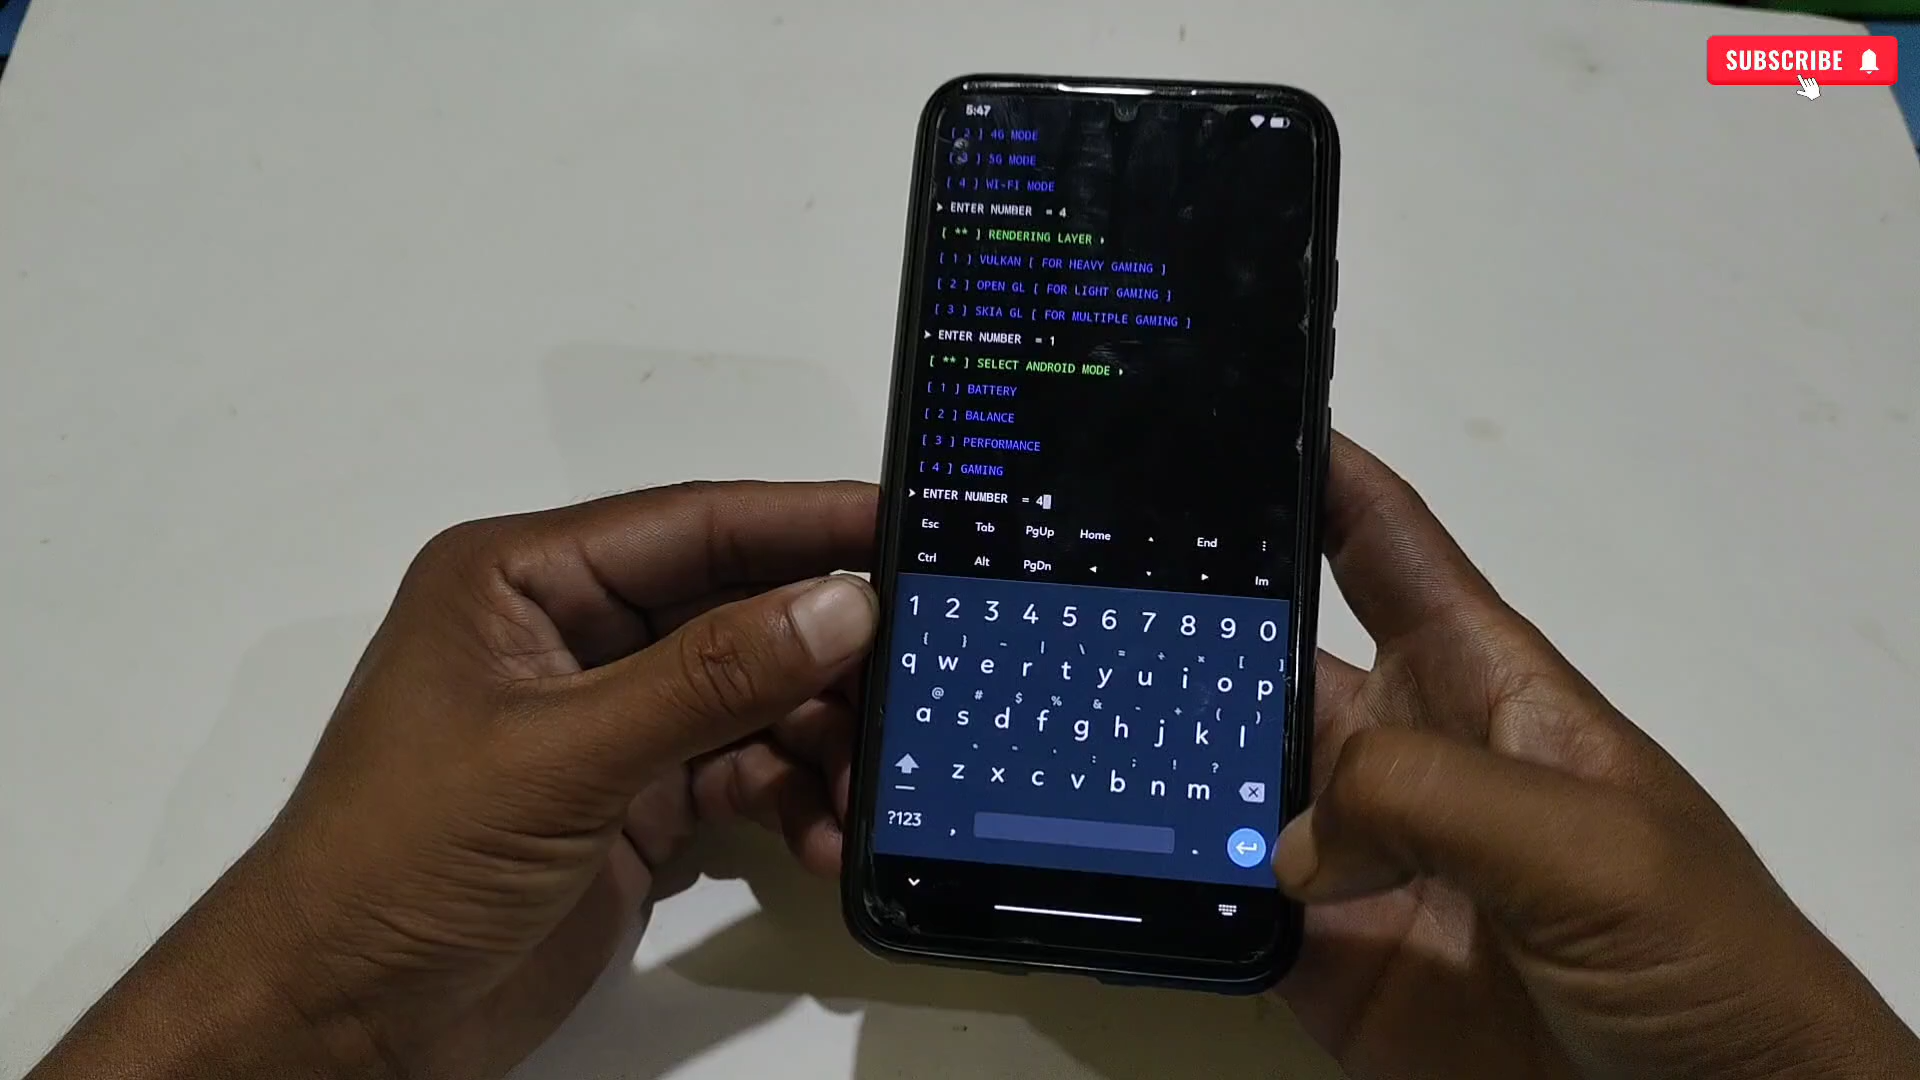 SUBSCRIBE
5:47
[ 2 ] 4G MODE
[ 3 ] 5G MODE
[ 4 ] WI-FI MODE
➤ ENTER NUMBER = 4
[ ** ] RENDERING LAYER
[ 1 ] VULKAN [ FOR HEAVY GAMING ]
[ 2 ] OPEN GL [ FOR LIGHT GAMING ]
[ 3 ] SKIA GL [ FOR MULTIPLE GAMING ]
➤ ENTER NUMBER = 1
[ ** ] SELECT ANDROID MODE
[ 1 ] BATTERY
[ 2 ] BALANCE
[ 3 ] PERFORMANCE
[ 4 ] GAMING
➤ ENTER NUMBER = 4
Esc Tab PgUp Home ▴ End ⋮
Ctrl Alt PgDn ◂ ▾ ▸ Im
1 2 3 4 5 6 7 8 9 0
q w e r t y u i o p
a s d f g h j k l
z x c v b n m
?123 , .